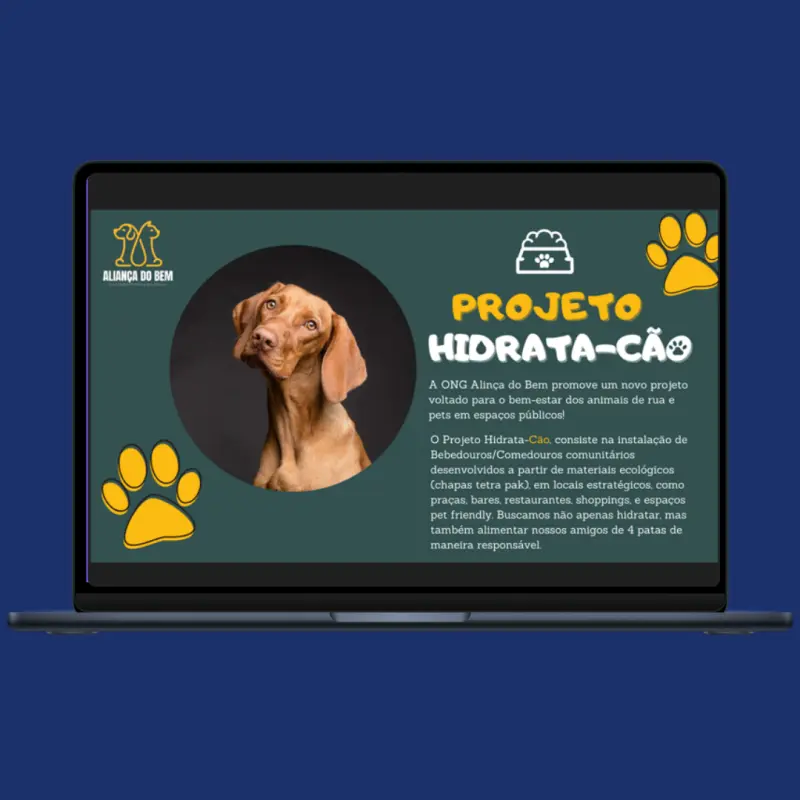 ALIANÇA DO BEM
PROJETO
HIDRATA-CÃO
A ONG Alinça do Bem promove um novo projeto
voltado para o bem-estar dos animais de rua e
pets em espaços públicos!
O Projeto Hidrata-Cão, consiste na instalação de
Bebedouros/Comedouros comunitários
desenvolvidos a partir de materiais ecológicos
(chapas tetra pak), em locais estratégicos, como
praças, bares, restaurantes, shoppings, e espaços
pet friendly. Buscamos não apenas hidratar, mas
também alimentar nossos amigos de 4 patas de
maneira responsável.